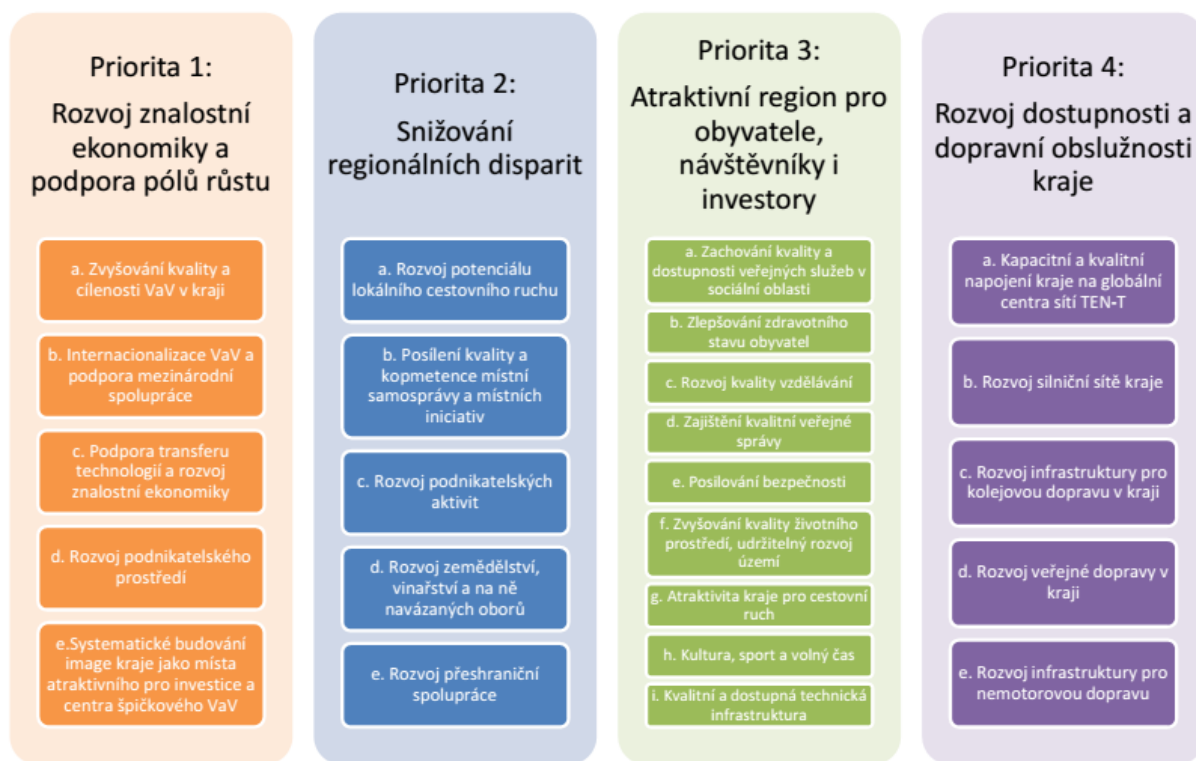 Priorita 1:
Rozvoj znalostní
ekonomiky a
podpora pólů růstu
a. Zvyšování kvality a
cílenosti VaV v kraji
b. Internacionalizace VaV a
podpora mezinárodní
spolupráce
c. Podpora transferu
technologií a rozvoj
znalostní ekonomiky
d. Rozvoj podnikatelského
prostředí
e.Systematické budování
image kraje jako místa
atraktivního pro investice a
centra špičkového VaV
Priorita 2:
Snižování
regionálních disparit
a. Rozvoj potenciálu
lokálního cestovního ruchu
b. Posílení kvality a
kopmetence místní
samosprávy a místních
iniciativ
c. Rozvoj podnikatelských
aktivit
d. Rozvoj zemědělství,
vinařství a na ně
navázaných oborů
e. Rozvoj přeshraniční
spolupráce
Priorita 3:
Atraktivní region pro
obyvatele,
návštěvníky i
investory
a. Zachování kvality a
dostupnosti veřejných služeb v
sociální oblasti
b. Zlepšování zdravotního
stavu obyvatel
c. Rozvoj kvality vzdělávání
d. Zajištění kvalitní veřejné
správy
e. Posilování bezpečnosti
f. Zvyšování kvality životního
prostředí, udržitelný rozvoj
území
g. Atraktivita kraje pro cestovní
ruch
h. Kultura, sport a volný čas
i. Kvalitní a dostupná technická
infrastruktura
Priorita 4:
Rozvoj dostupnosti a
dopravní obslužnosti
kraje
a. Kapacitní a kvalitní
napojení kraje na globální
centra sítí TEN-T
b. Rozvoj silniční sítě kraje
c. Rozvoj infrastruktury pro
kolejovou dopravu v kraji
d. Rozvoj veřejné dopravy v
kraji
e. Rozvoj infrastruktury pro
nemotorovou dopravu